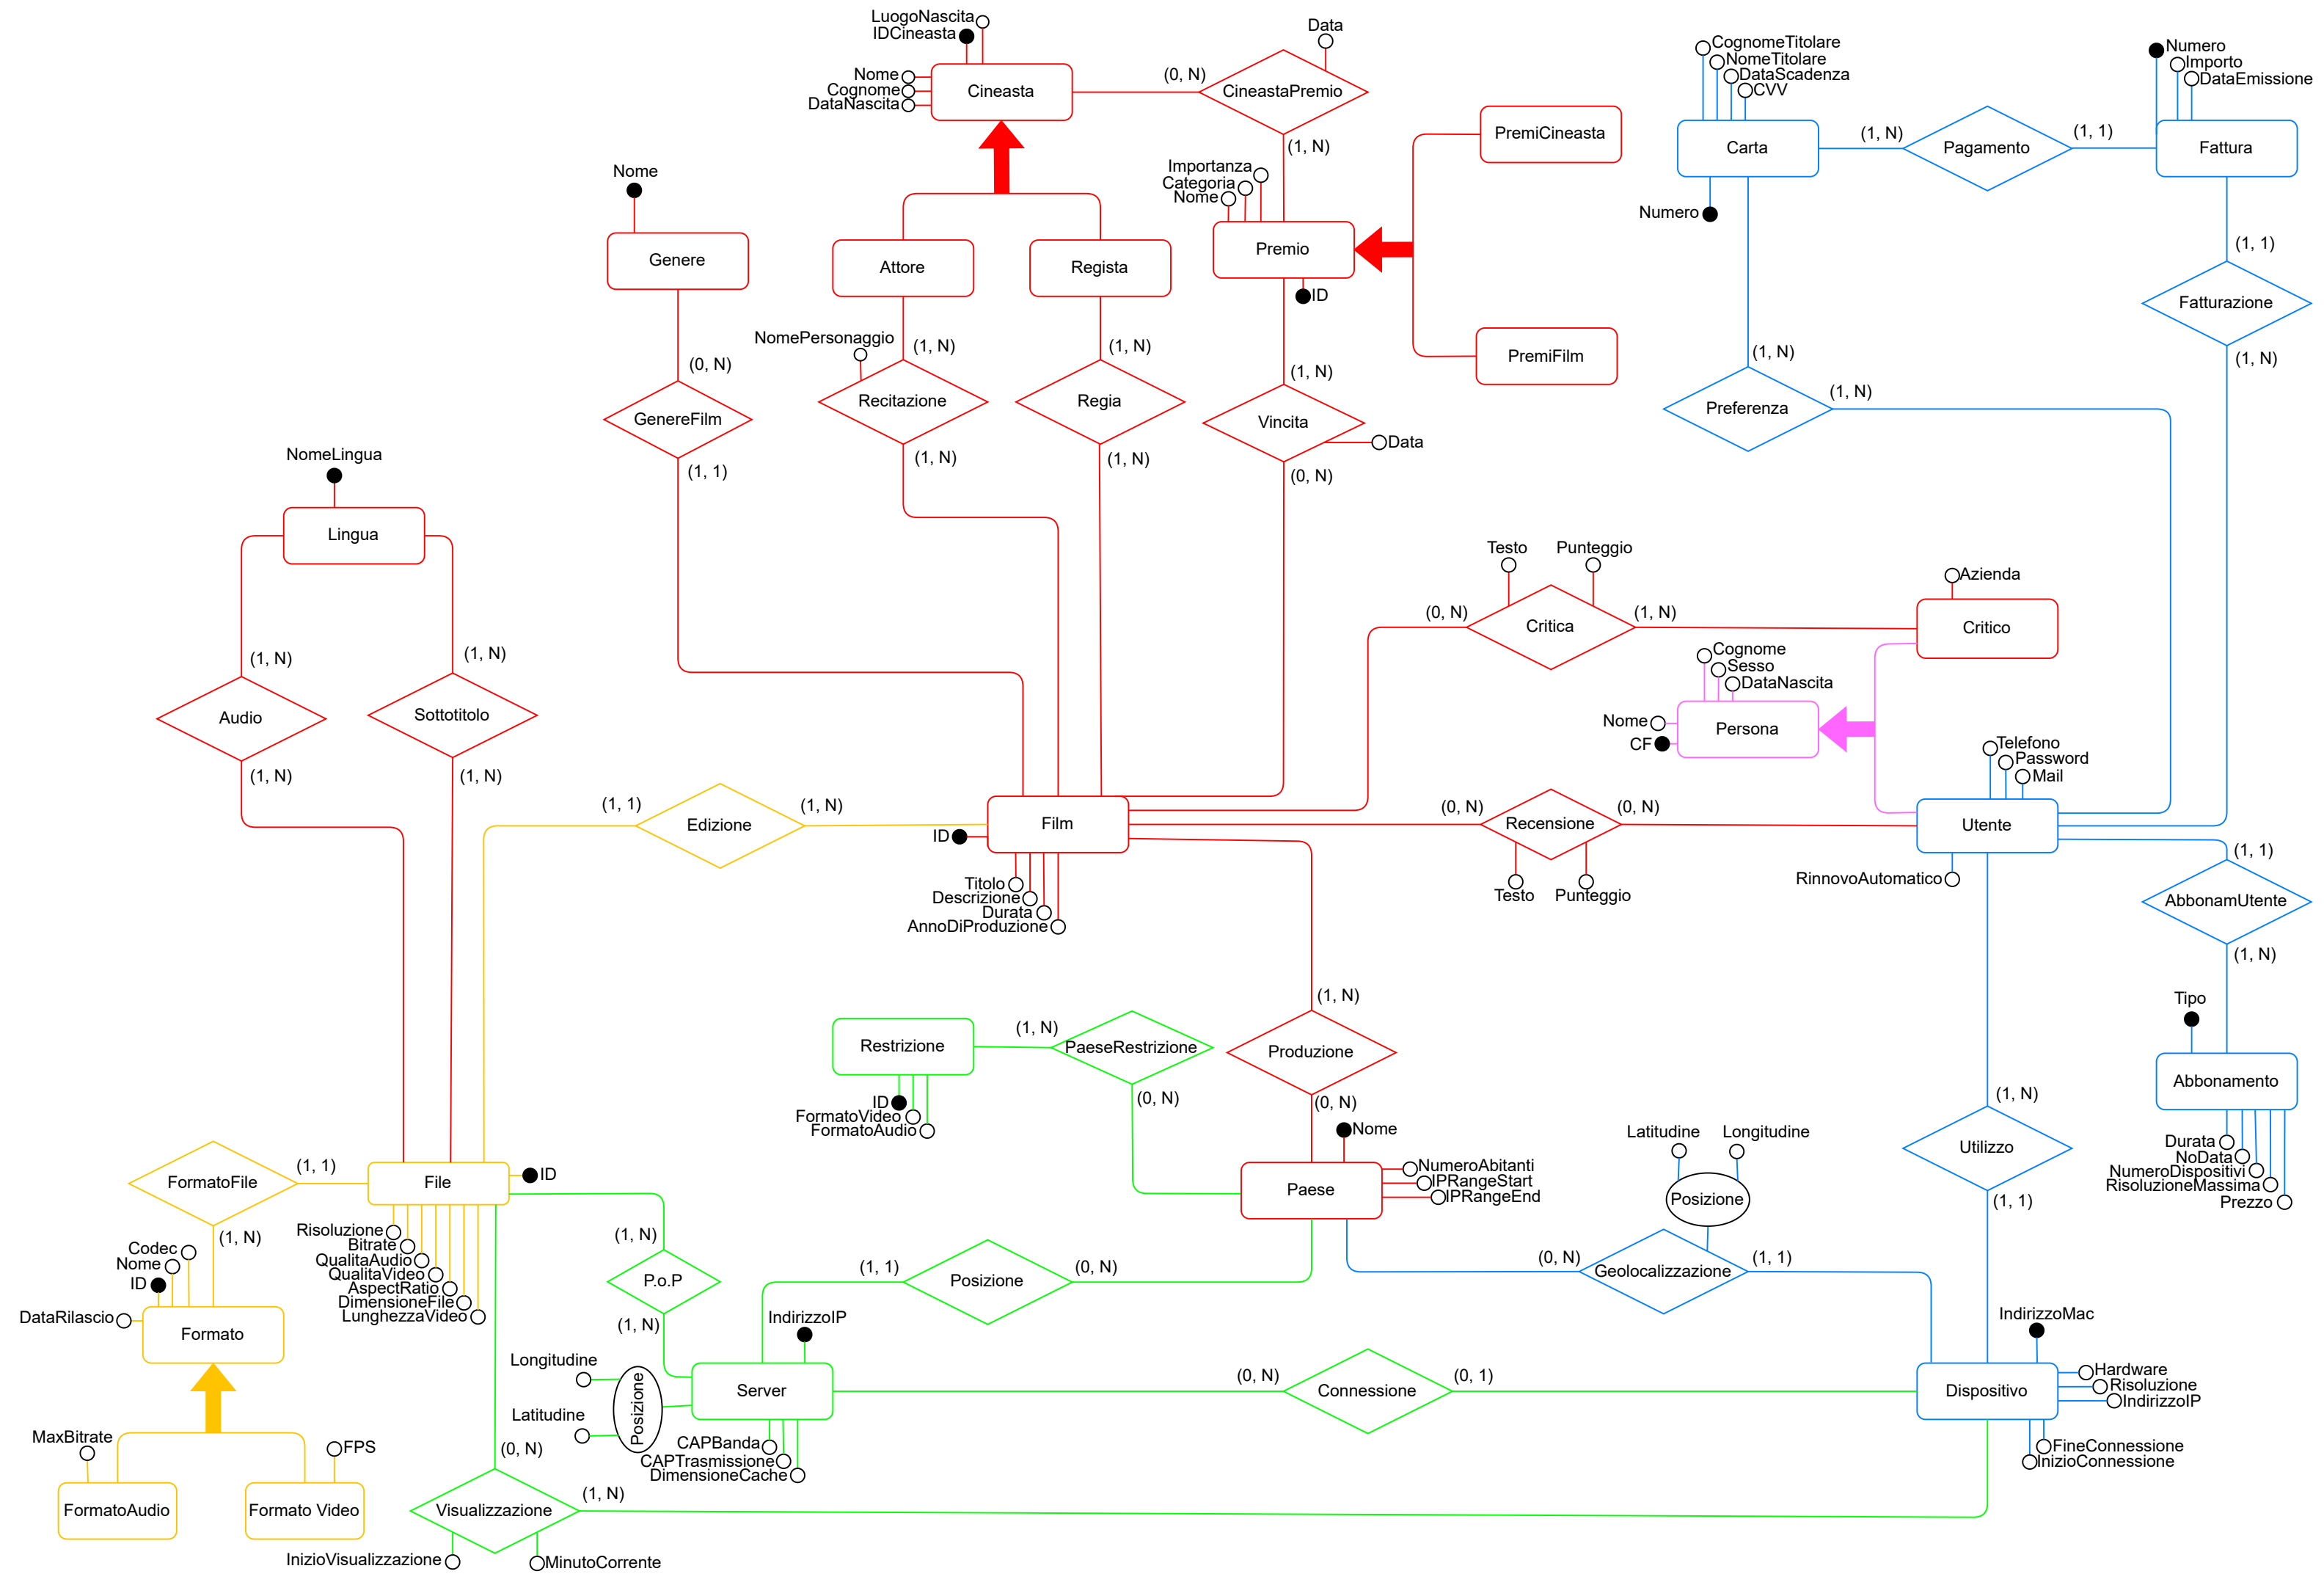 LuogoNascita
IDCineasta
Nome
Cognome
DataNascita
Cineasta
(0, N)
Data
CineastaPremio
(1, N)
PremiCineasta
CognomeTitolare
NomeTitolare
DataScadenza
CVV
Carta
(1, N)
Pagamento
(1, 1)
Numero
Importo
DataEmissione
Fattura
Numero
Nome
Genere
Attore
Regista
Importanza
Categoria
Nome
Premio
ID
PremiFilm
(1, 1)
Fatturazione
(1, N)
(0, N)
GenereFilm
(1, 1)
NomePersonaggio
(1, N)
Recitazione
(1, N)
(1, N)
Regia
(1, N)
(1, N)
Vincita
Data
(0, N)
(1, N)
Preferenza
(1, N)
NomeLingua
Lingua
(1, N)
Audio
(1, N)
(1, N)
Sottotitolo
(1, N)
Testo
Punteggio
(0, N)
Critica
(1, N)
Azienda
Critico
Cognome
Sesso
DataNascita
Nome
CF
Persona
Telefono
Password
Mail
Utente
RinnovoAutomatico
(1, 1)
Edizione
(1, N)
ID
Film
Titolo
Descrizione
Durata
AnnoDiProduzione
(0, N)
Recensione
(0, N)
Testo
Punteggio
(1, 1)
AbbonamUtente
(1, N)
Tipo
Abbonamento
Durata
NoData
NumeroDispositivi
RisoluzioneMassima
Prezzo
Restrizione
(1, N)
PaeseRestrizione
(0, N)
ID
FormatoVideo
FormatoAudio
(1, N)
Produzione
(0, N)
Nome
Paese
NumeroAbitanti
IPRangeStart
IPRangeEnd
(1, N)
Utilizzo
(1, 1)
Latitudine
Longitudine
Posizione
(0, N)
Geolocalizzazione
(1, 1)
FormatoFile
(1, 1)
(1, N)
File
ID
Risoluzione
Bitrate
QualitaAudio
QualitaVideo
AspectRatio
DimensioneFile
LunghezzaVideo
Codec
Nome
ID
DataRilascio
Formato
MaxBitrate
FormatoAudio
FPS
Formato Video
(1, N)
P.o.P
(1, N)
(1, 1)
Posizione
(0, N)
IndirizzoIP
Server
Longitudine
Latitudine
Posizione
CAPBanda
CAPTrasmissione
DimensioneCache
(0, N)
Connessione
(0, 1)
IndirizzoMac
Dispositivo
Hardware
Risoluzione
IndirizzoIP
FineConnessione
InizioConnessione
(0, N)
Visualizzazione
(1, N)
InizioVisualizzazione
MinutoCorrente